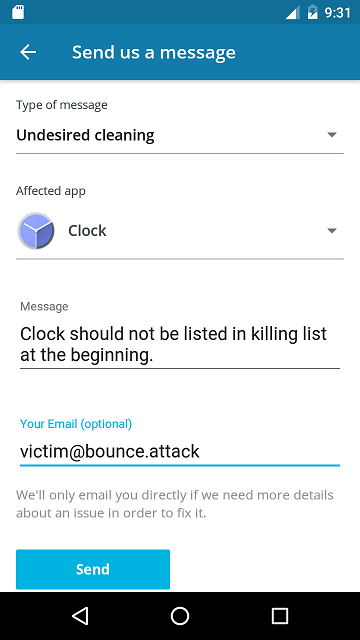 9:31
Send us a message
Type of message
Undesired cleaning
Affected app
Clock
Message
Clock should not be listed in killing list
at the beginning.
Your Email (optional)
victim@bounce.attack
We'll only email you directly if we need more details
about an issue in order to fix it.
Send